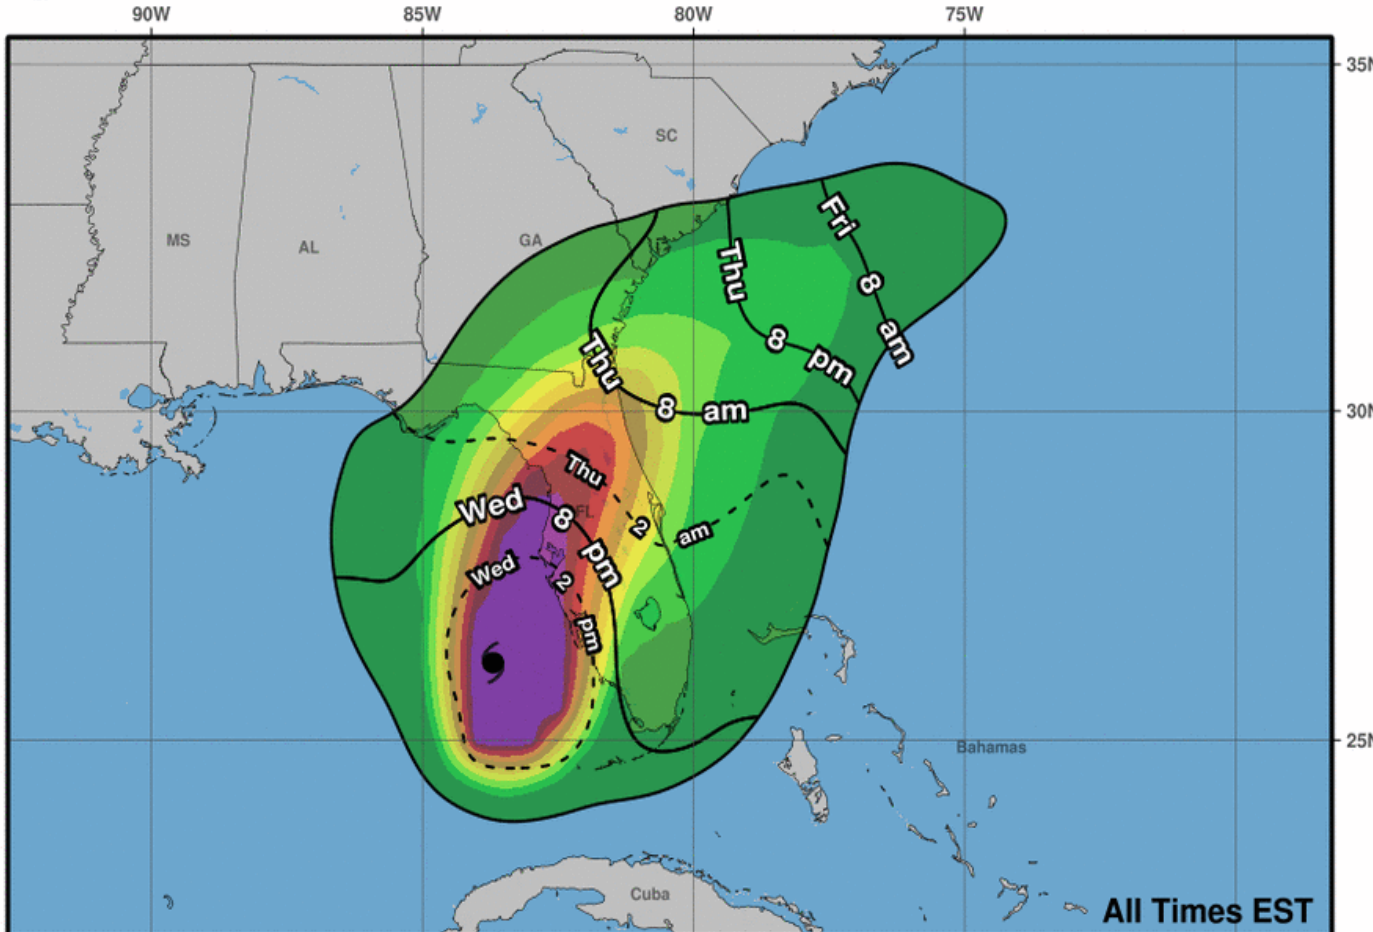 90W 85W 80W 75W
35N
SC
MS AL GA
Fri 8 am
Thu 8 pm
Thu 8 am
30N
Thu 2 am
Wed 8 pm
FL
Wed 2 pm
25N
Bahamas
Cuba
All Times EST